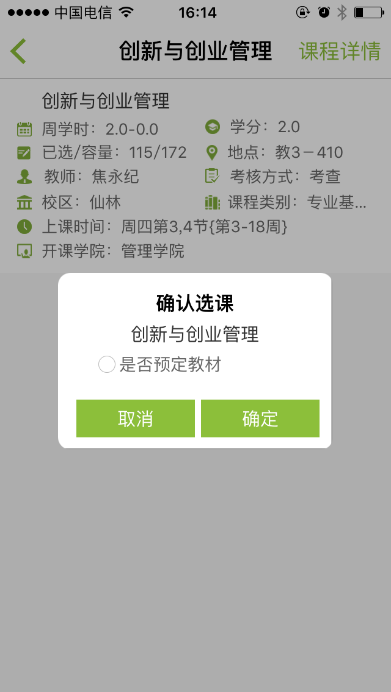 中国电信 16:14
创新与创业管理 课程详情
创新与创业管理
周学时：2.0-0.0 学分：2.0
已选/容量：115/172 地点：教3－410
教师：焦永纪 考核方式：考查
校区：仙林 课程类别：专业基...
上课时间：周四第3,4节{第3-18周}
开课学院：管理学院
确认选课
创新与创业管理
是否预定教材
取消 确定